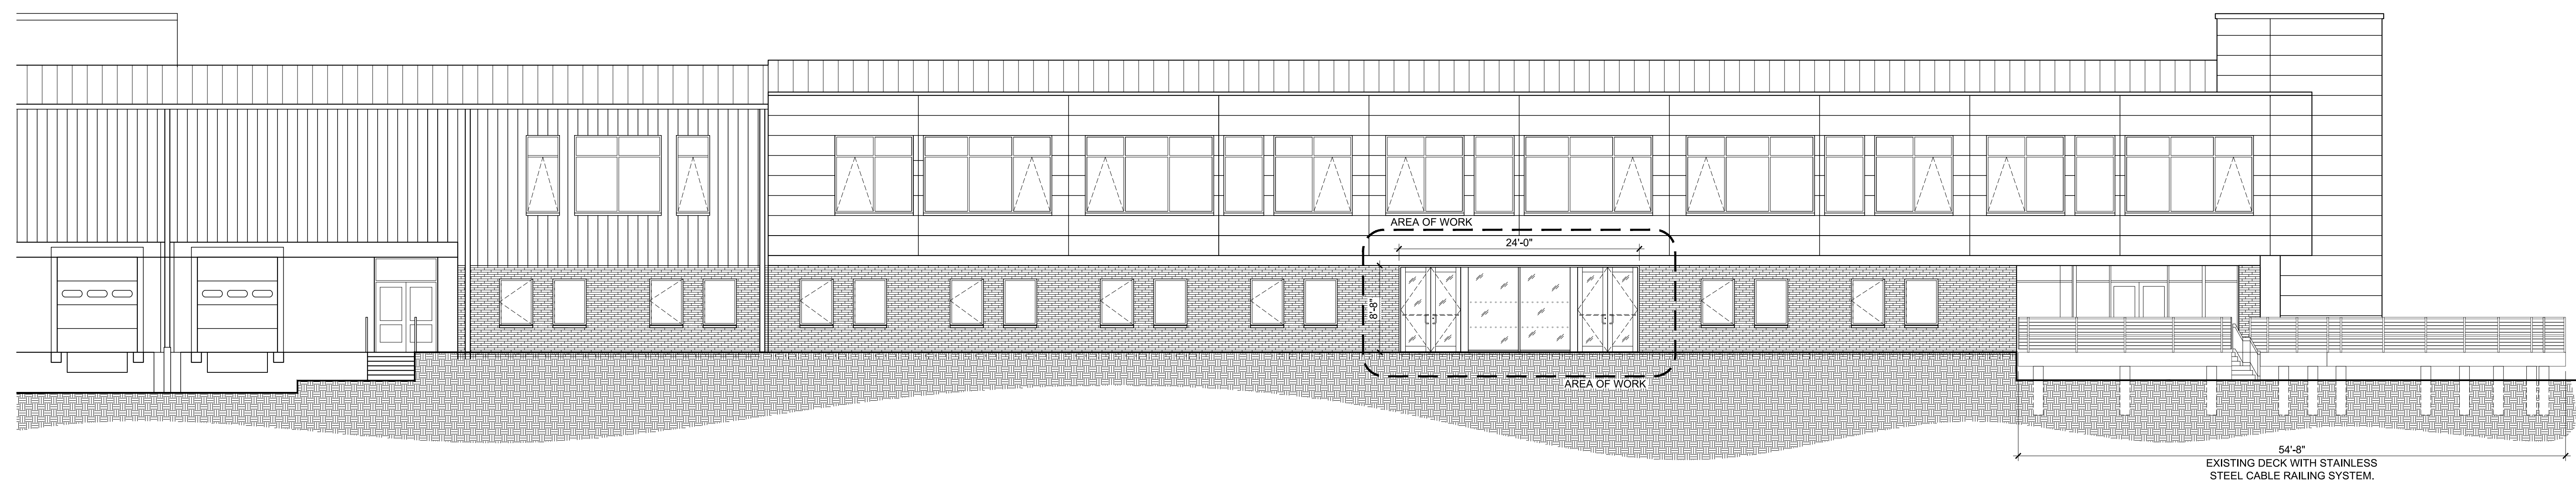 AREA OF WORK
24'-0"
8'-8"
AREA OF WORK
54'-8"
EXISTING DECK WITH STAINLESS
STEEL CABLE RAILING SYSTEM.